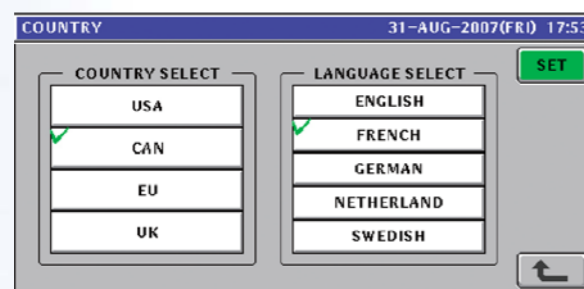 COUNTRY 31-AUG-2007(FRI) 17:53
SET
COUNTRY SELECT
USA
CAN
EU
UK
LANGUAGE SELECT
ENGLISH
FRENCH
GERMAN
NETHERLAND
SWEDISH